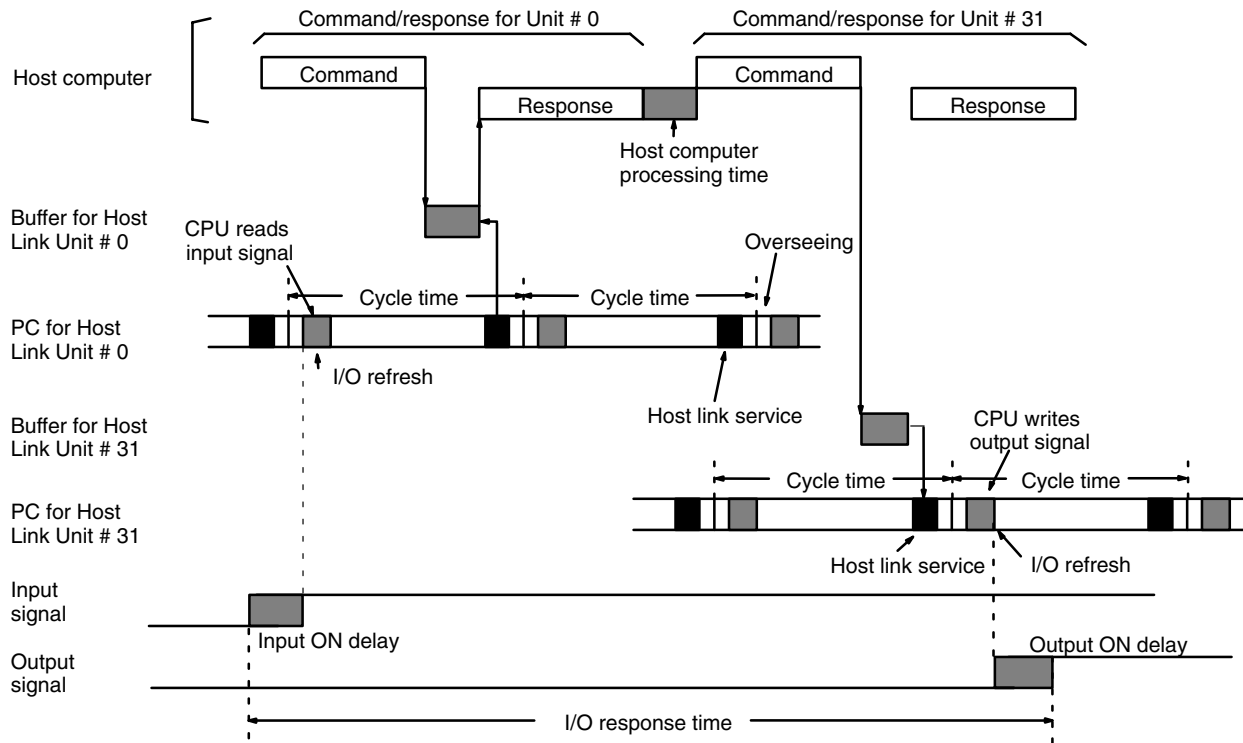 Command/response for Unit # 0
Command/response for Unit # 31
Host computer
Command
Command
Response
Response
Host computer
processing time
Buffer for Host
Link Unit # 0
CPU reads
input signal
Overseeing
Cycle time
Cycle time
PC for Host
Link Unit # 0
I/O refresh
Host link service
Buffer for Host
Link Unit # 31
CPU writes
output signal
Cycle time
Cycle time
PC for Host
Link Unit # 31
Host link service
I/O refresh
Input
signal
Input ON delay
Output
signal
Output ON delay
I/O response time